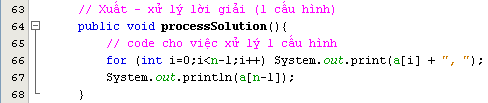 63 // Xuất - xử lý lời giải (1 cấu hình)
64 public void processSolution(){
65 // code cho việc xử lý 1 cấu hình
66 for (int i=0;i<n-1;i++) System.out.print(a[i] + ", ");
67 System.out.println(a[n-1]);
68 }